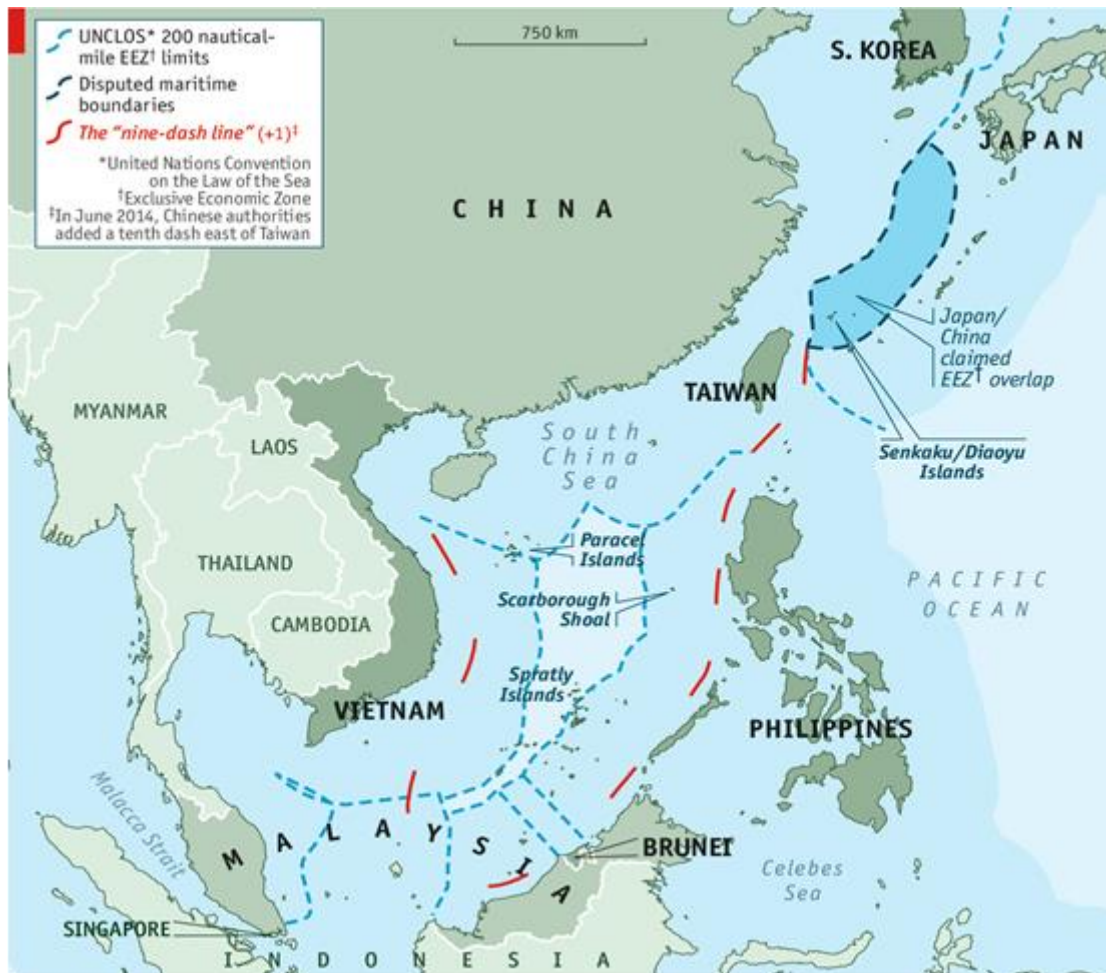 UNCLOS* 200 nautical-
mile EEZ† limits
Disputed maritime
boundaries
The “nine-dash line” (+1)‡
*United Nations Convention
on the Law of the Sea
†Exclusive Economic Zone
‡In June 2014, Chinese authorities
added a tenth dash east of Taiwan
750 km
S. KOREA
JAPAN
CHINA
Japan/
China
claimed
EEZ† overlap
TAIWAN
MYANMAR
LAOS
South
China
Sea
Senkaku/Diaoyu
Islands
Paracel
Islands
THAILAND
PACIFIC
OCEAN
Scarborough
Shoal
CAMBODIA
Spratly
Islands
VIETNAM
PHILIPPINES
Malacca Strait
MALAYSIA
BRUNEI
Celebes
Sea
SINGAPORE
INDONESIA